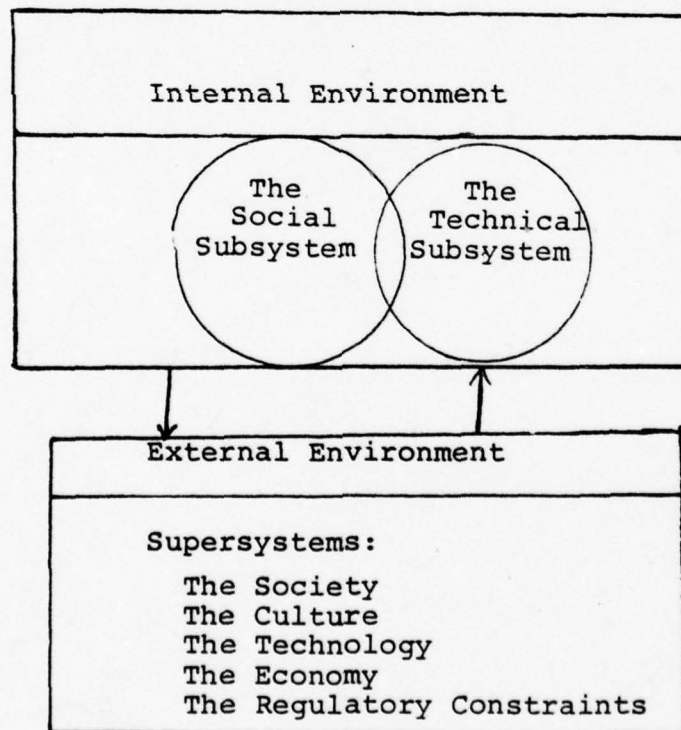 Internal Environment
The
Social
Subsystem
The
Technical
Subsystem
External Environment
Supersystems:
The Society
The Culture
The Technology
The Economy
The Regulatory Constraints